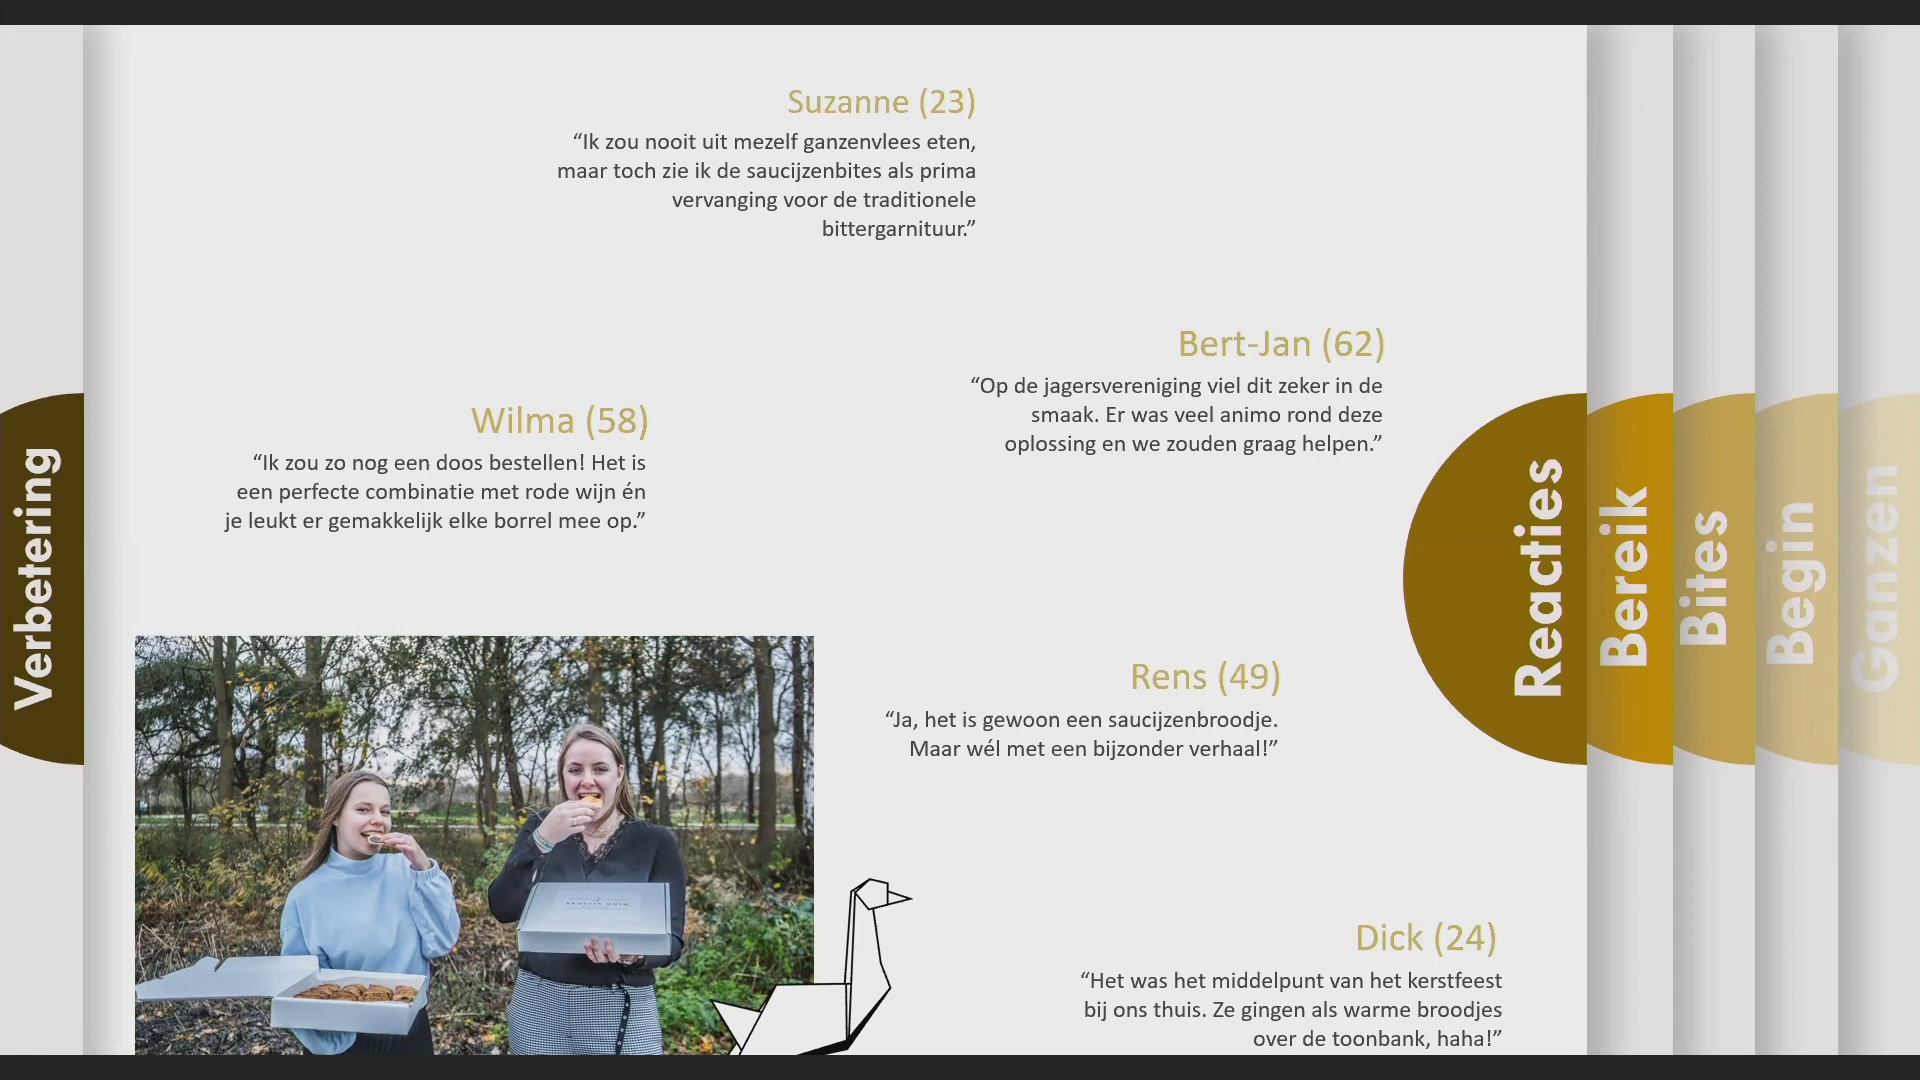 Suzanne (23)
“Ik zou nooit uit mezelf ganzenvlees eten,
maar toch zie ik de saucijzenbites als prima
vervanging voor de traditionele
bittergarnituur.”
Bert-Jan (62)
“Op de jagersvereniging viel dit zeker in de
smaak. Er was veel animo rond deze
oplossing en we zouden graag helpen.”
Wilma (58)
“Ik zou zo nog een doos bestellen! Het is
een perfecte combinatie met rode wijn én
je leukt er gemakkelijk elke borrel mee op.”
Rens (49)
“Ja, het is gewoon een saucijzenbroodje.
Maar wél met een bijzonder verhaal!”
Dick (24)
“Het was het middelpunt van het kerstfeest
bij ons thuis. Ze gingen als warme broodjes
over de toonbank, haha!”
Verbetering
Reacties
Bereik
Bites
Begin
Ganzen